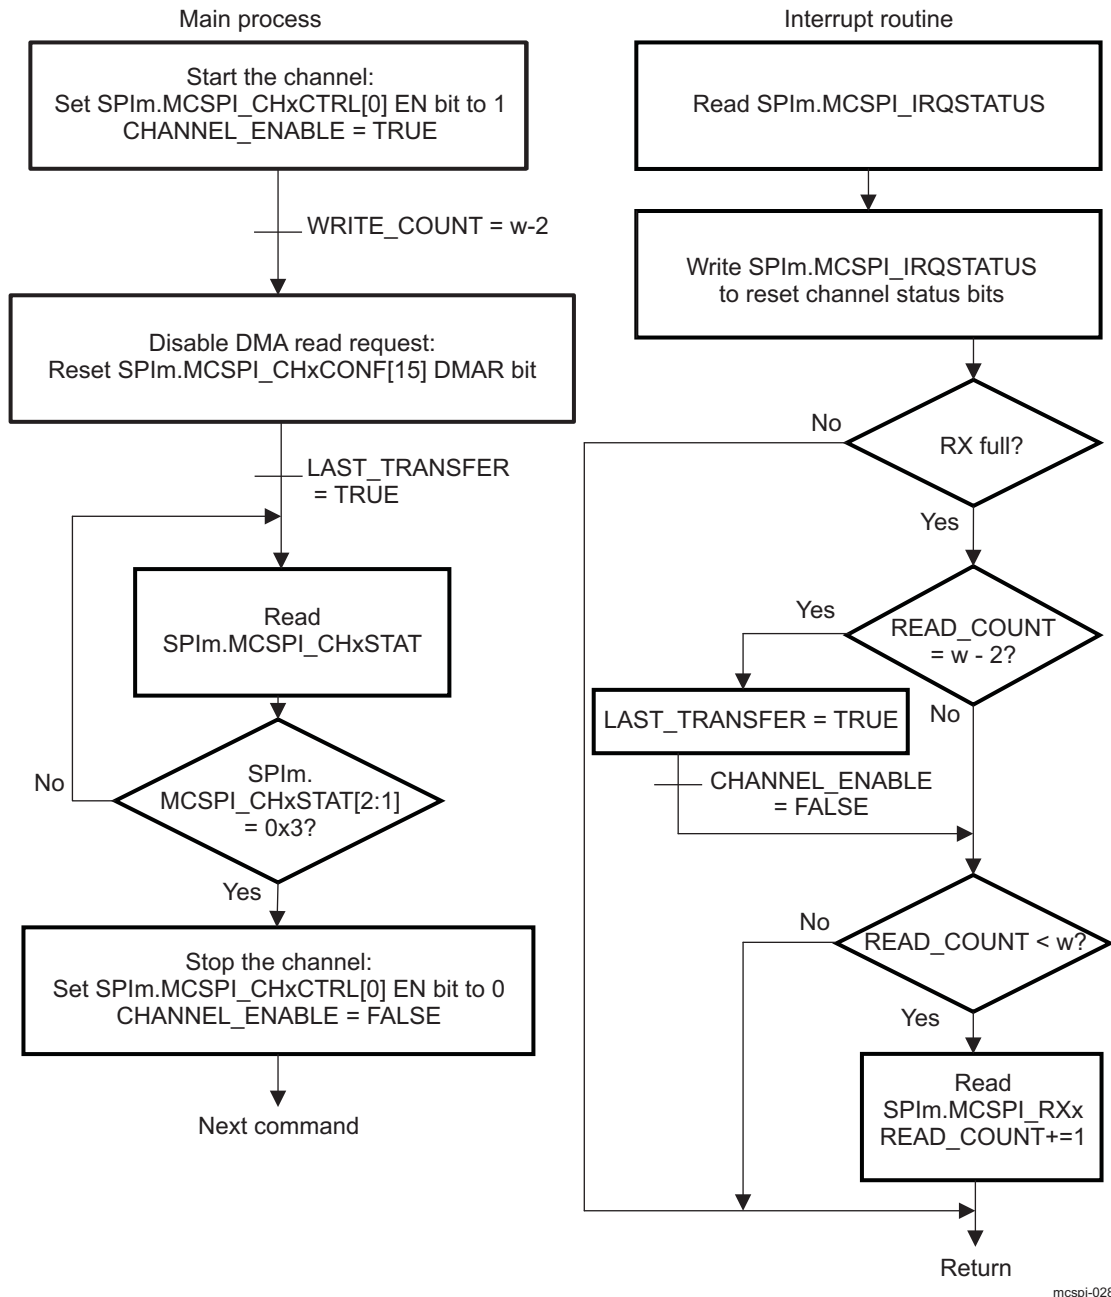 Main process
Start the channel:
Set SPIm.MCSPI_CHxCTRL[0] EN bit to 1
CHANNEL_ENABLE = TRUE
WRITE_COUNT = w-2
Disable DMA read request:
Reset SPIm.MCSPI_CHxCONF[15] DMAR bit
LAST_TRANSFER
= TRUE
Read
SPIm.MCSPI_CHxSTAT
No
SPIm.
MCSPI_CHxSTAT[2:1]
= 0x3?
Yes
Stop the channel:
Set SPIm.MCSPI_CHxCTRL[0] EN bit to 0
CHANNEL_ENABLE = FALSE
Next command
Interrupt routine
Read SPIm.MCSPI_IRQSTATUS
Write SPIm.MCSPI_IRQSTATUS
to reset channel status bits
No
RX full?
Yes
Yes
READ_COUNT
= w - 2?
No
LAST_TRANSFER = TRUE
CHANNEL_ENABLE
= FALSE
No
READ_COUNT < w?
Yes
Read
SPIm.MCSPI_RXx
READ_COUNT+=1
Return
mcspi-028